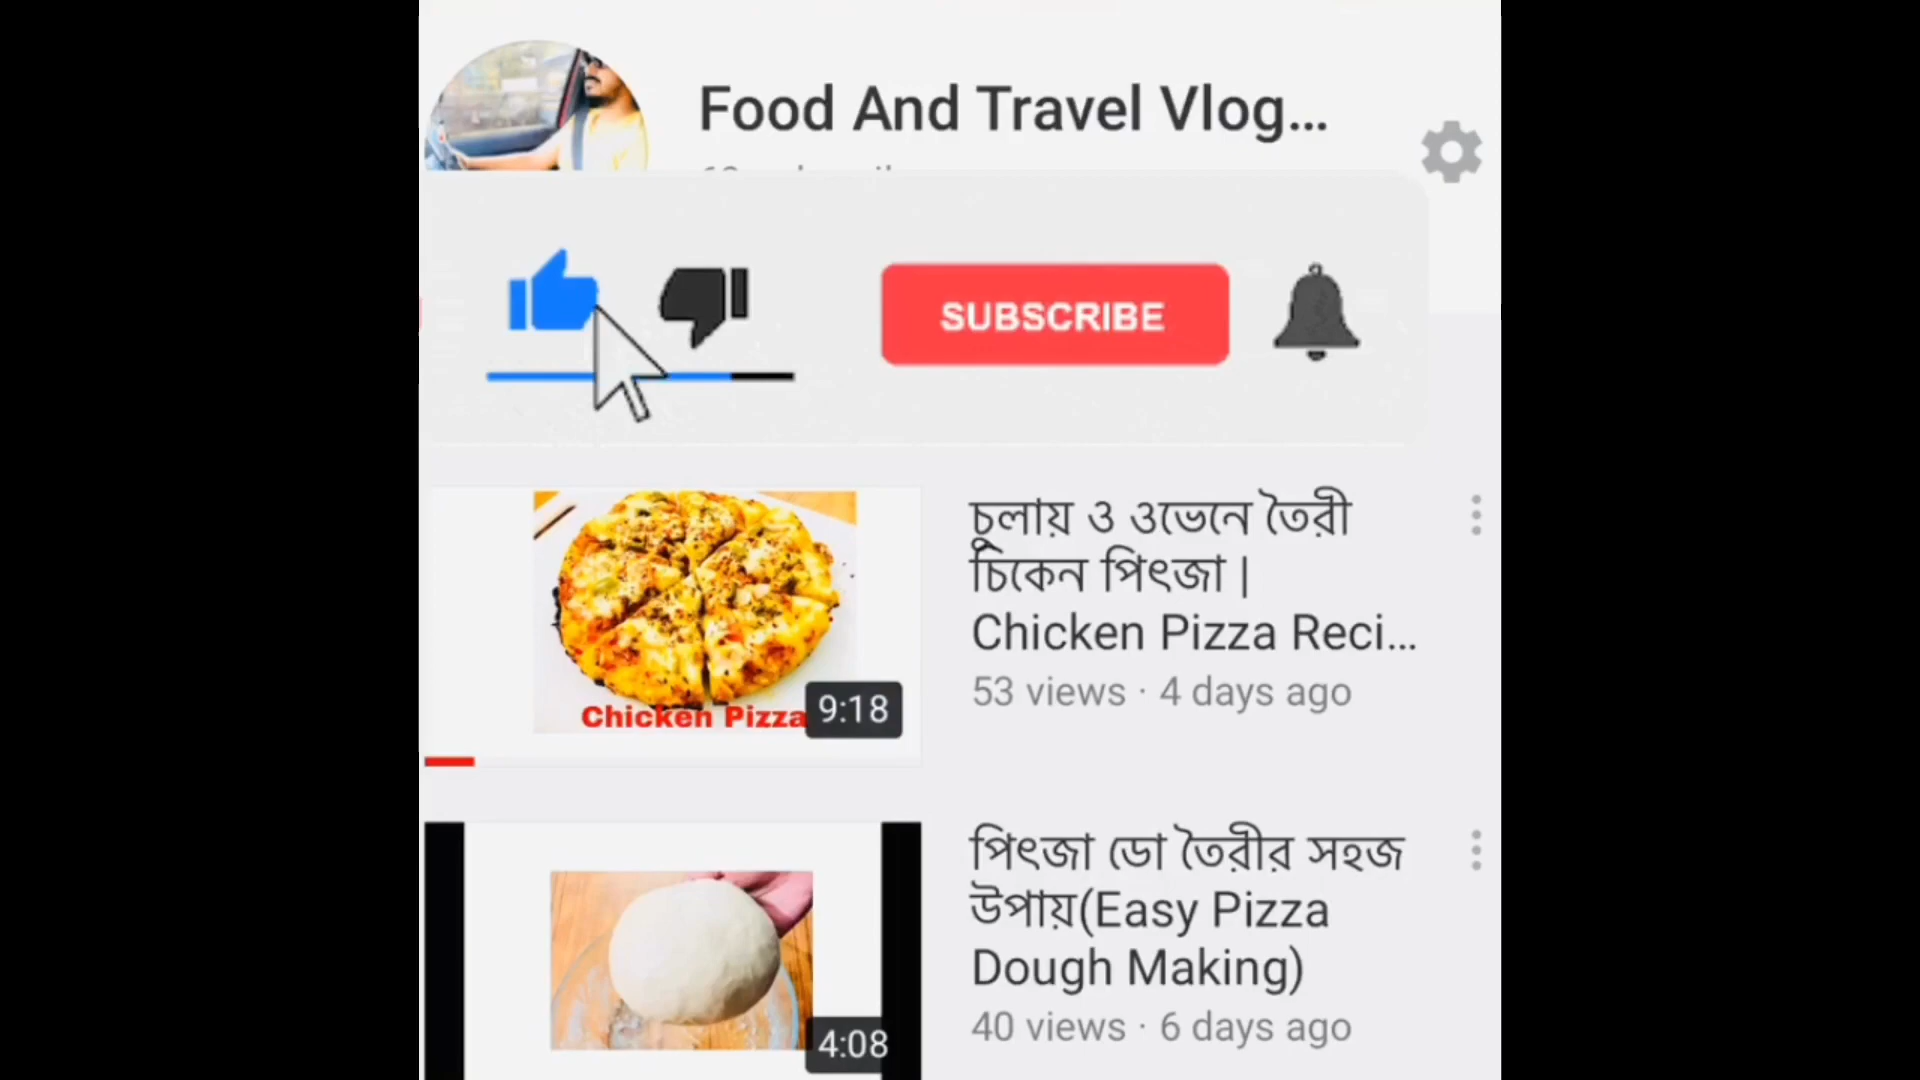 Food And Travel Vlog...
SUBSCRIBE
চুলায় ও ওভেনে তৈরী
চিকেন পিৎজা |
Chicken Pizza Reci...
53 views · 4 days ago
Chicken Pizza
9:18
পিৎজা ডো তৈরীর সহজ
উপায়(Easy Pizza
Dough Making)
40 views · 6 days ago
4:08